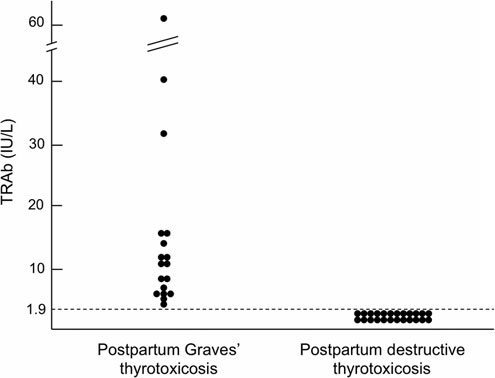 60
40
30
20
10
1.9
TRAb (IU/L)
Postpartum Graves’
thyrotoxicosis
Postpartum destructive
thyrotoxicosis